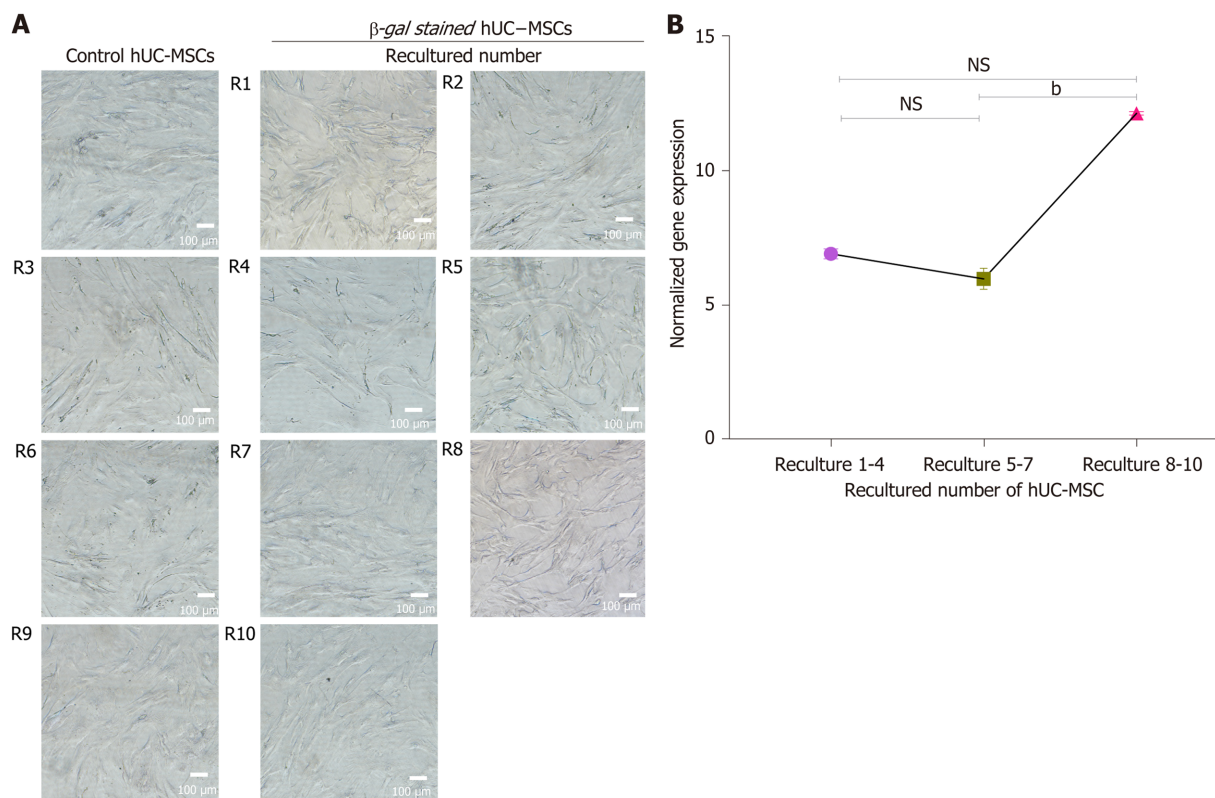 A
β-gal stained hUC−MSCs
Control hUC-MSCs
Recultured number
R1
R2
100 μm
100 μm
100 μm
R3
R4
R5
100 μm
100 μm
100 μm
R6
R7
R8
100 μm
100 μm
100 μm
R9
R10
100 μm
100 μm
B
15
NS
b
NS
10
5
0
Normalized gene expression
Reculture 1-4
Reculture 5-7
Reculture 8-10
Recultured number of hUC-MSC